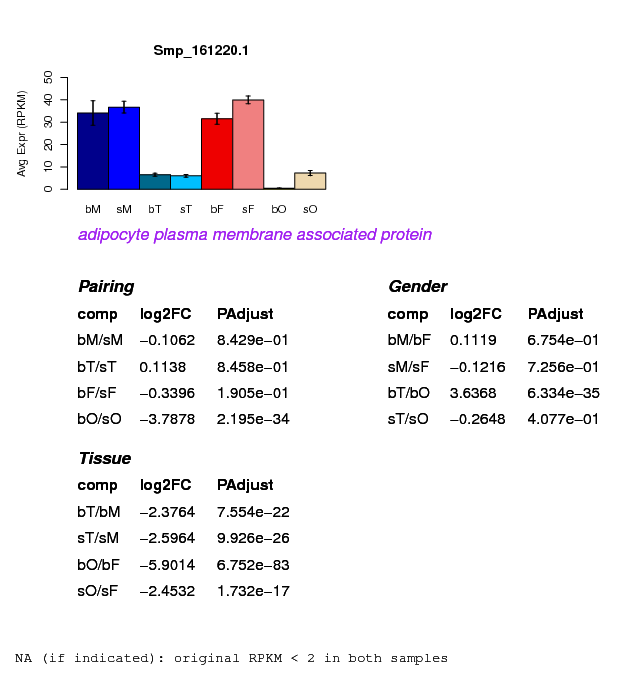 Smp_161220.1
Avg Expr (RPKM)
50
40
30
20
10
0
bM sM bT sT bF sF bO sO
adipocyte plasma membrane associated protein
Pairing
comp log2FC PAdjust
bM/sM −0.1062 8.429e−01
bT/sT 0.1138 8.458e−01
bF/sF −0.3396 1.905e−01
bO/sO −3.7878 2.195e−34
Gender
comp log2FC PAdjust
bM/bF 0.1119 6.754e−01
sM/sF −0.1216 7.256e−01
bT/bO 3.6368 6.334e−35
sT/sO −0.2648 4.077e−01
Tissue
comp log2FC PAdjust
bT/bM −2.3764 7.554e−22
sT/sM −2.5964 9.926e−26
bO/bF −5.9014 6.752e−83
sO/sF −2.4532 1.732e−17
NA (if indicated): original RPKM < 2 in both samples